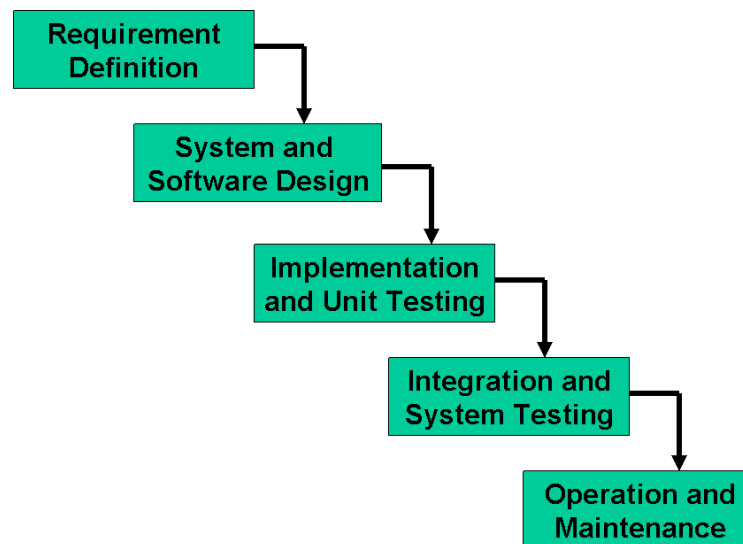 Requirement
Definition
System and
Software Design
Implementation
and Unit Testing
Integration and
System Testing
Operation and
Maintenance